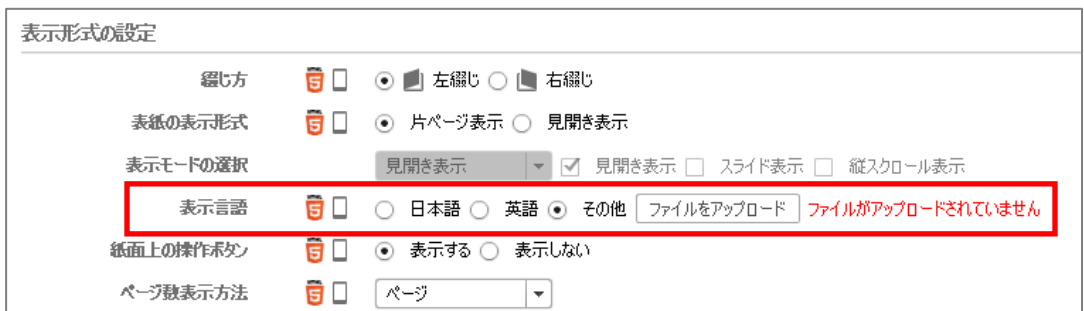 表示形式の設定
綴じ方 左綴じ 右綴じ
表紙の表示形式 片ページ表示 見開き表示
表示モードの選択 見開き表示 見開き表示 スライド表示 縦スクロール表示
表示言語 日本語 英語 その他 ファイルをアップロード ファイルがアップロードされていません
紙面上の操作ボタン 表示する 表示しない
ページ数表示方法 ページ